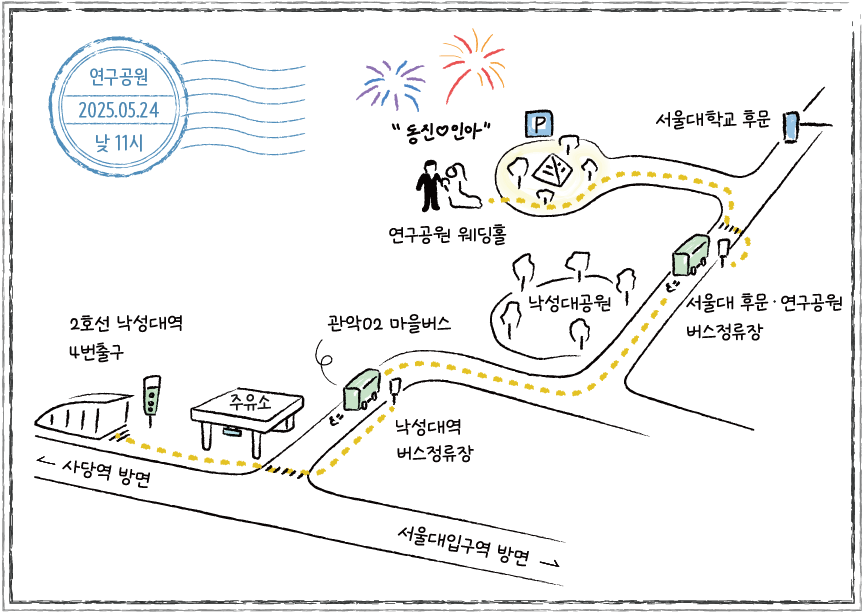 연구공원
2025.05.24
낮 11시
"동진♡인아"
P
서울대학교 후문
연구공원 웨딩홀
낙성대공원
서울대 후문·연구공원
버스정류장
2호선 낙성대역
4번출구
관악02 마을버스
주유소
낙성대역
버스정류장
← 사당역 방면
서울대입구역 방면 →